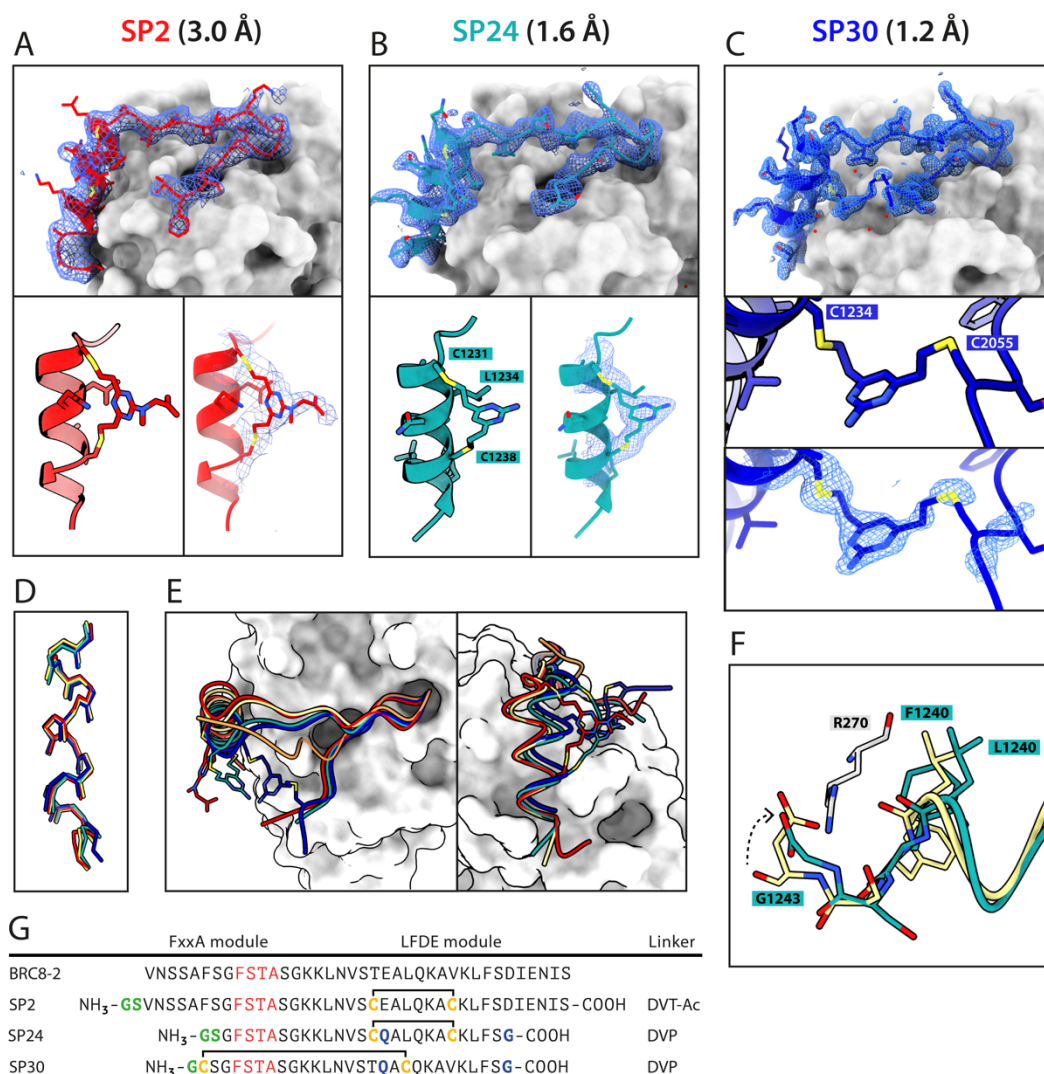 SP2 (3.0 Å)
SP24 (1.6 Å)
SP30 (1.2 Å)
A
B
C
C1231
L1234
C1238
C1234
C2055
D
E
F
R270
F1240
L1240
G1243
G
FxxA module LFDE module Linker
BRC8-2 VNSSAFSGFSTASGKKLNVSTEALQKAVKLFSDIENIS
SP2 NH3-GSVNSSAFSGFSTASGKKLNVSCEALQKACKLFSDIENIS-COOH DVT-Ac
SP24 NH3-GSGFSTASGKKLNVSCQALQKACKLFSG-COOH DVP
SP30 NH3-GCSGFSTASGKKLNVSTQACQKAVKLFSG-COOH DVP